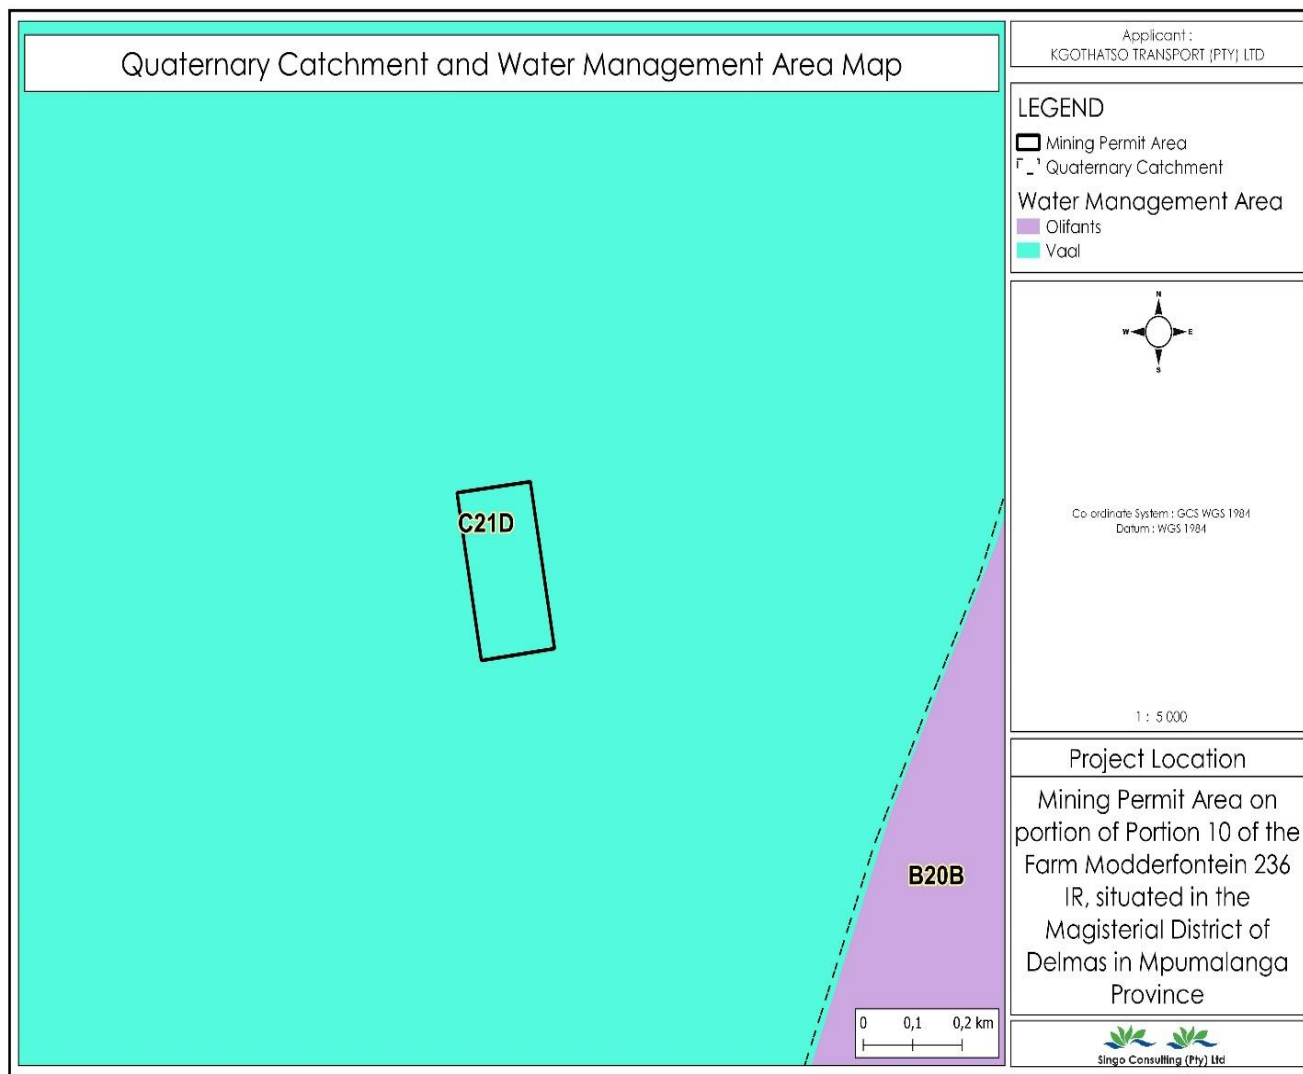 Quaternary Catchment and Water Management Area Map
C21D
B20B
0 0,1 0,2 km
Applicant :
KGOTHATSO TRANSPORT (PTY) LTD
LEGEND
Mining Permit Area
Quaternary Catchment
Water Management Area
Olifants
Vaal
N
W E
S
Co-ordinate System : GCS WGS 1984
Datum : WGS 1984
1 : 5 000
Project Location
Mining Permit Area on
portion of Portion 10 of the
Farm Modderfontein 236
IR, situated in the
Magisterial District of
Delmas in Mpumalanga
Province
Singo Consulting (Pty) Ltd